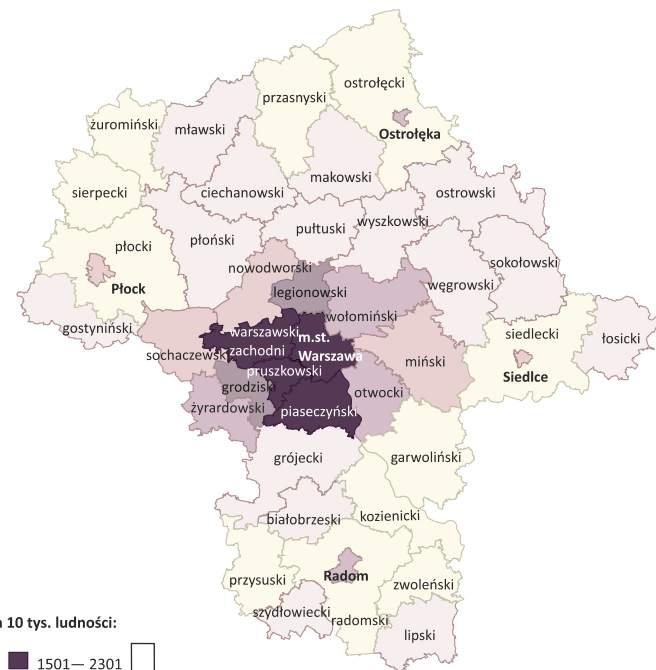 ostrołęcki
przasnyski
żuromiński
mławski
Ostrołęka
makowski
sierpecki
ciechanowski
ostrowski
wyszkowski
pułtuski
płocki
płoński
sokołowski
nowodworski
węgrowski
Płock
legionowski
wołomiński
gostyniński
warszawski
zachodni
m.st.
Warszawa
siedlecki
łosicki
sochaczewski
miński
pruszkowski
Siedlce
grodziski
otwocki
żyrardowski
piaseczyński
grójecki
garwoliński
białobrzeski
kozienicki
Radom
przysuski
zwoleński
szydłowiecki
radomski
lipski
10 tys. ludności:
1501— 2301